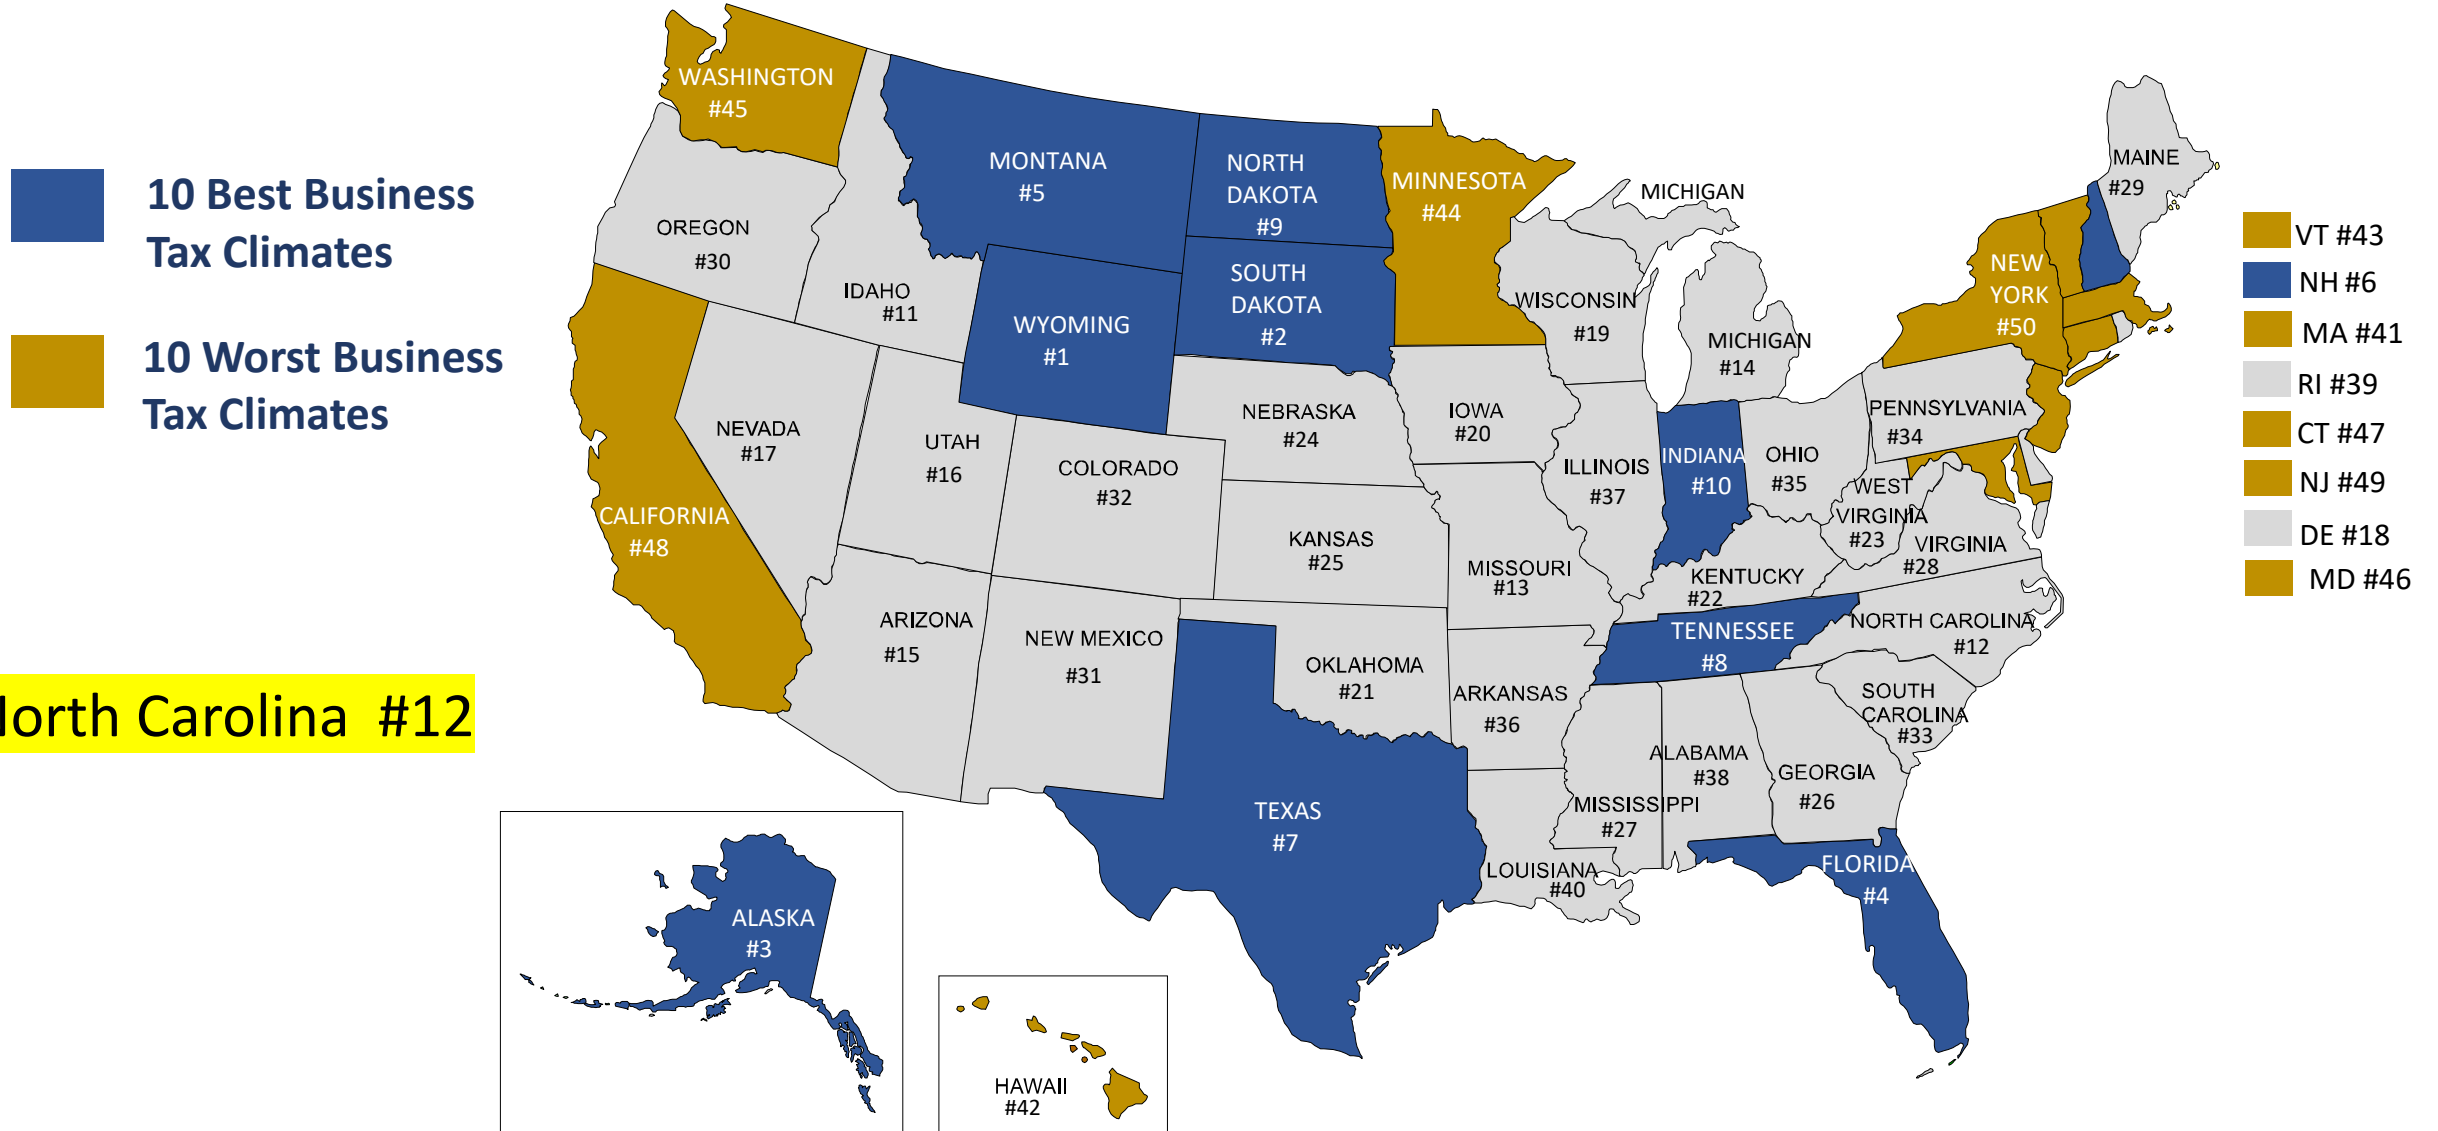 10 Best Business
Tax Climates
10 Worst Business
Tax Climates
orth Carolina #12
WASHINGTON
#45
OREGON
#30
CALIFORNIA
#48
IDAHO
#11
NEVADA
#17
MONTANA
#5
WYOMING
#1
UTAH
#16
ARIZONA
#15
COLORADO
#32
NEW MEXICO
#31
NORTH
DAKOTA
#9
SOUTH
DAKOTA
#2
NEBRASKA
#24
KANSAS
#25
OKLAHOMA
#21
TEXAS
#7
MINNESOTA
#44
IOWA
#20
MISSOURI
#13
ARKANSAS
#36
LOUISIANA
#40
WISCONSIN
#19
ILLINOIS
#37
MICHIGAN
MICHIGAN
#14
INDIANA
#10
OHIO
#35
KENTUCKY
#22
TENNESSEE
#8
MISSISSIPPI
#27
ALABAMA
#38
GEORGIA
#26
FLORIDA
#4
SOUTH
CAROLINA
#33
NORTH CAROLINA
#12
VIRGINIA
#28
WEST
VIRGINIA
#23
PENNSYLVANIA
#34
NEW
YORK
#50
MAINE
#29
ALASKA
#3
HAWAII
#42
VT #43
NH #6
MA #41
RI #39
CT #47
NJ #49
DE #18
MD #46